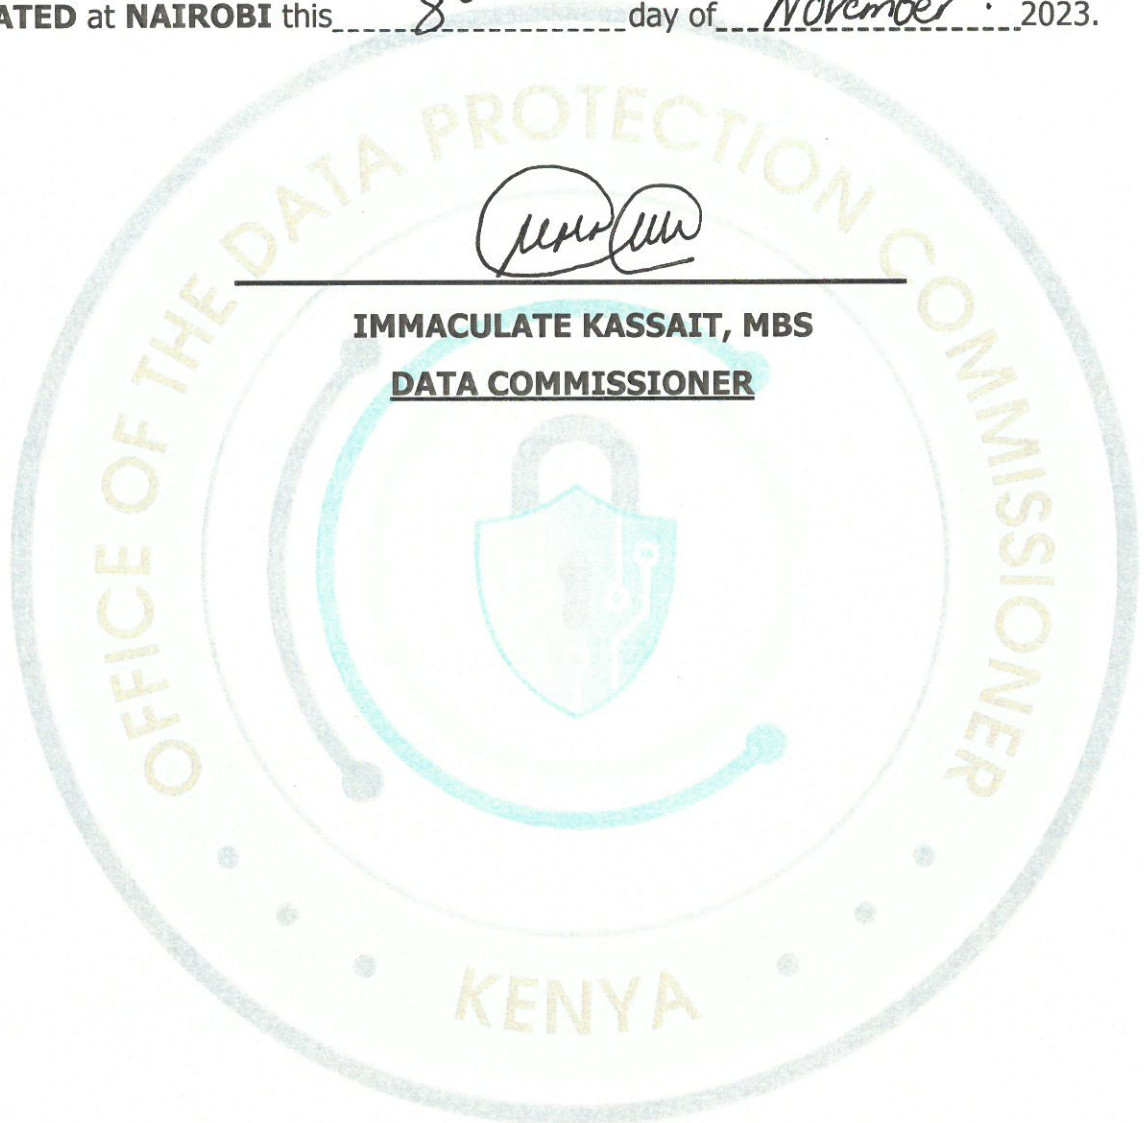 ATED at NAIROBI this 8 day of November 2023.
IMMACULATE KASSAIT, MBS
DATA COMMISSIONER
OFFICE OF THE DATA PROTECTION COMMISSIONER
KENYA